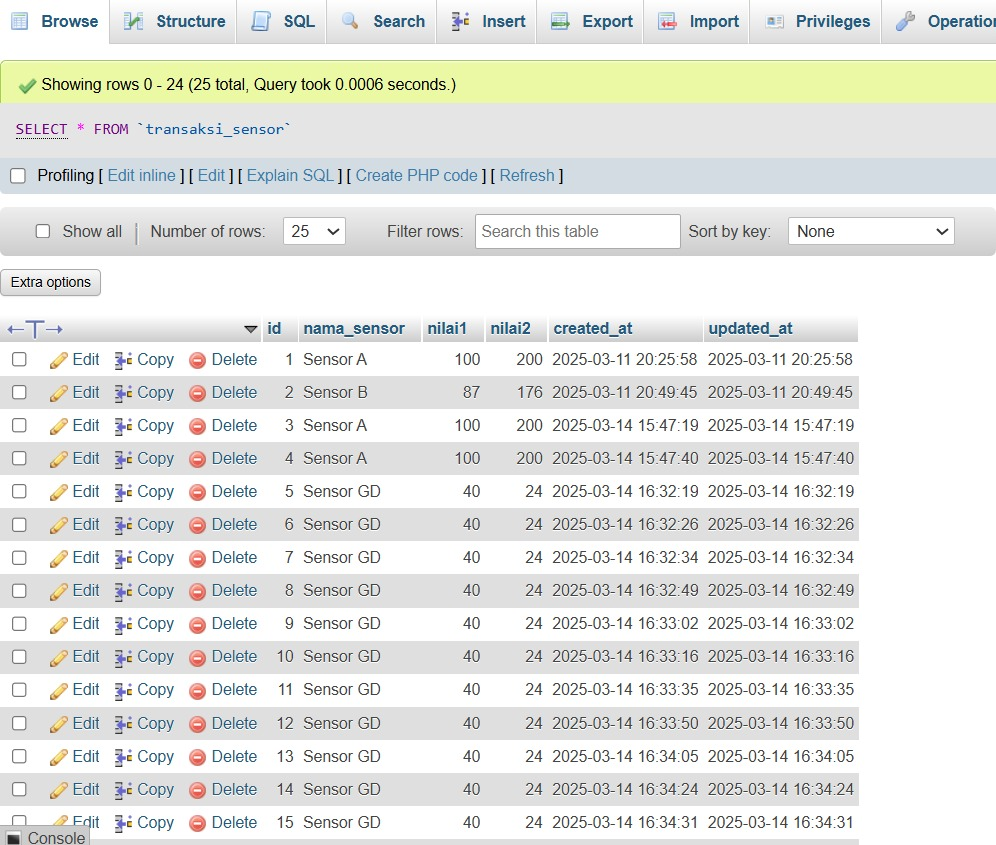 Browse Structure SQL Search Insert Export Import Privileges Operation
Showing rows 0 - 24 (25 total, Query took 0.0006 seconds.)
SELECT * FROM `transaksi_sensor`
Profiling [ Edit inline ] [ Edit ] [ Explain SQL ] [ Create PHP code ] [ Refresh ]
Show all | Number of rows: 25 Filter rows: Search this table Sort by key: None
Extra options
←T→ id nama_sensor nilai1 nilai2 created_at updated_at
Edit Copy Delete 1 Sensor A 100 200 2025-03-11 20:25:58 2025-03-11 20:25:58
Edit Copy Delete 2 Sensor B 87 176 2025-03-11 20:49:45 2025-03-11 20:49:45
Edit Copy Delete 3 Sensor A 100 200 2025-03-14 15:47:19 2025-03-14 15:47:19
Edit Copy Delete 4 Sensor A 100 200 2025-03-14 15:47:40 2025-03-14 15:47:40
Edit Copy Delete 5 Sensor GD 40 24 2025-03-14 16:32:19 2025-03-14 16:32:19
Edit Copy Delete 6 Sensor GD 40 24 2025-03-14 16:32:26 2025-03-14 16:32:26
Edit Copy Delete 7 Sensor GD 40 24 2025-03-14 16:32:34 2025-03-14 16:32:34
Edit Copy Delete 8 Sensor GD 40 24 2025-03-14 16:32:49 2025-03-14 16:32:49
Edit Copy Delete 9 Sensor GD 40 24 2025-03-14 16:33:02 2025-03-14 16:33:02
Edit Copy Delete 10 Sensor GD 40 24 2025-03-14 16:33:16 2025-03-14 16:33:16
Edit Copy Delete 11 Sensor GD 40 24 2025-03-14 16:33:35 2025-03-14 16:33:35
Edit Copy Delete 12 Sensor GD 40 24 2025-03-14 16:33:50 2025-03-14 16:33:50
Edit Copy Delete 13 Sensor GD 40 24 2025-03-14 16:34:05 2025-03-14 16:34:05
Edit Copy Delete 14 Sensor GD 40 24 2025-03-14 16:34:24 2025-03-14 16:34:24
Edit Copy Delete 15 Sensor GD 40 24 2025-03-14 16:34:31 2025-03-14 16:34:31
Console